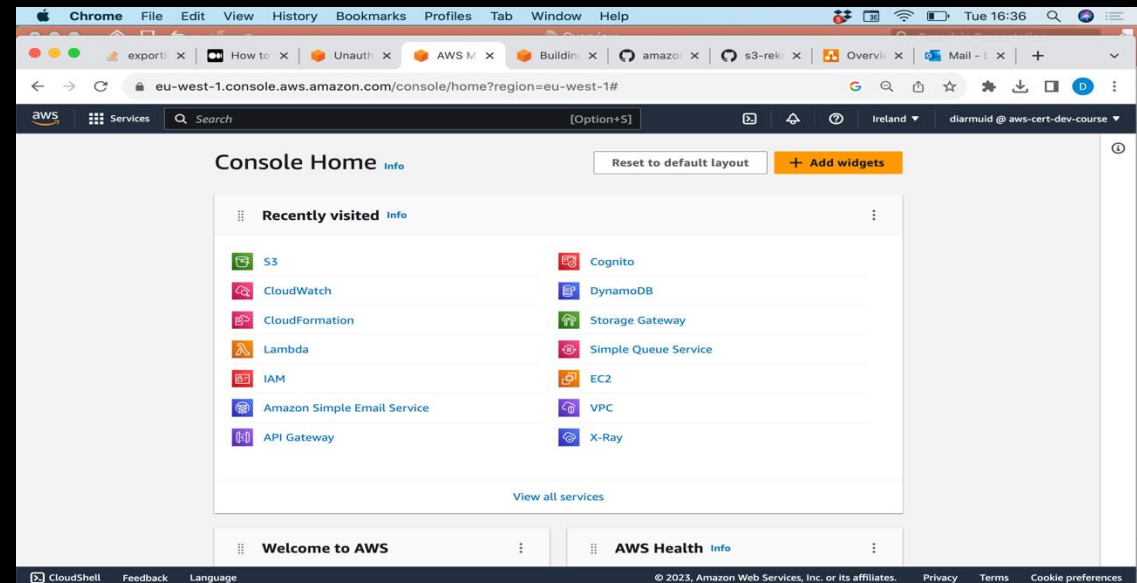 Chrome File Edit View History Bookmarks Profiles Tab Window Help Tue 16:36
exporti How to Unauth AWS M Building amazon s3-rek Overvie Mail - D
eu-west-1.console.aws.amazon.com/console/home?region=eu-west-1#
aws Services Search [Option+S] Ireland diarmuid @ aws-cert-dev-course
Console Home Info Reset to default layout + Add widgets
Recently visited Info
S3 Cognito
CloudWatch DynamoDB
CloudFormation Storage Gateway
Lambda Simple Queue Service
IAM EC2
Amazon Simple Email Service VPC
API Gateway X-Ray
View all services
Welcome to AWS AWS Health Info
CloudShell Feedback Language © 2023, Amazon Web Services, Inc. or its affiliates. Privacy Terms Cookie preferences